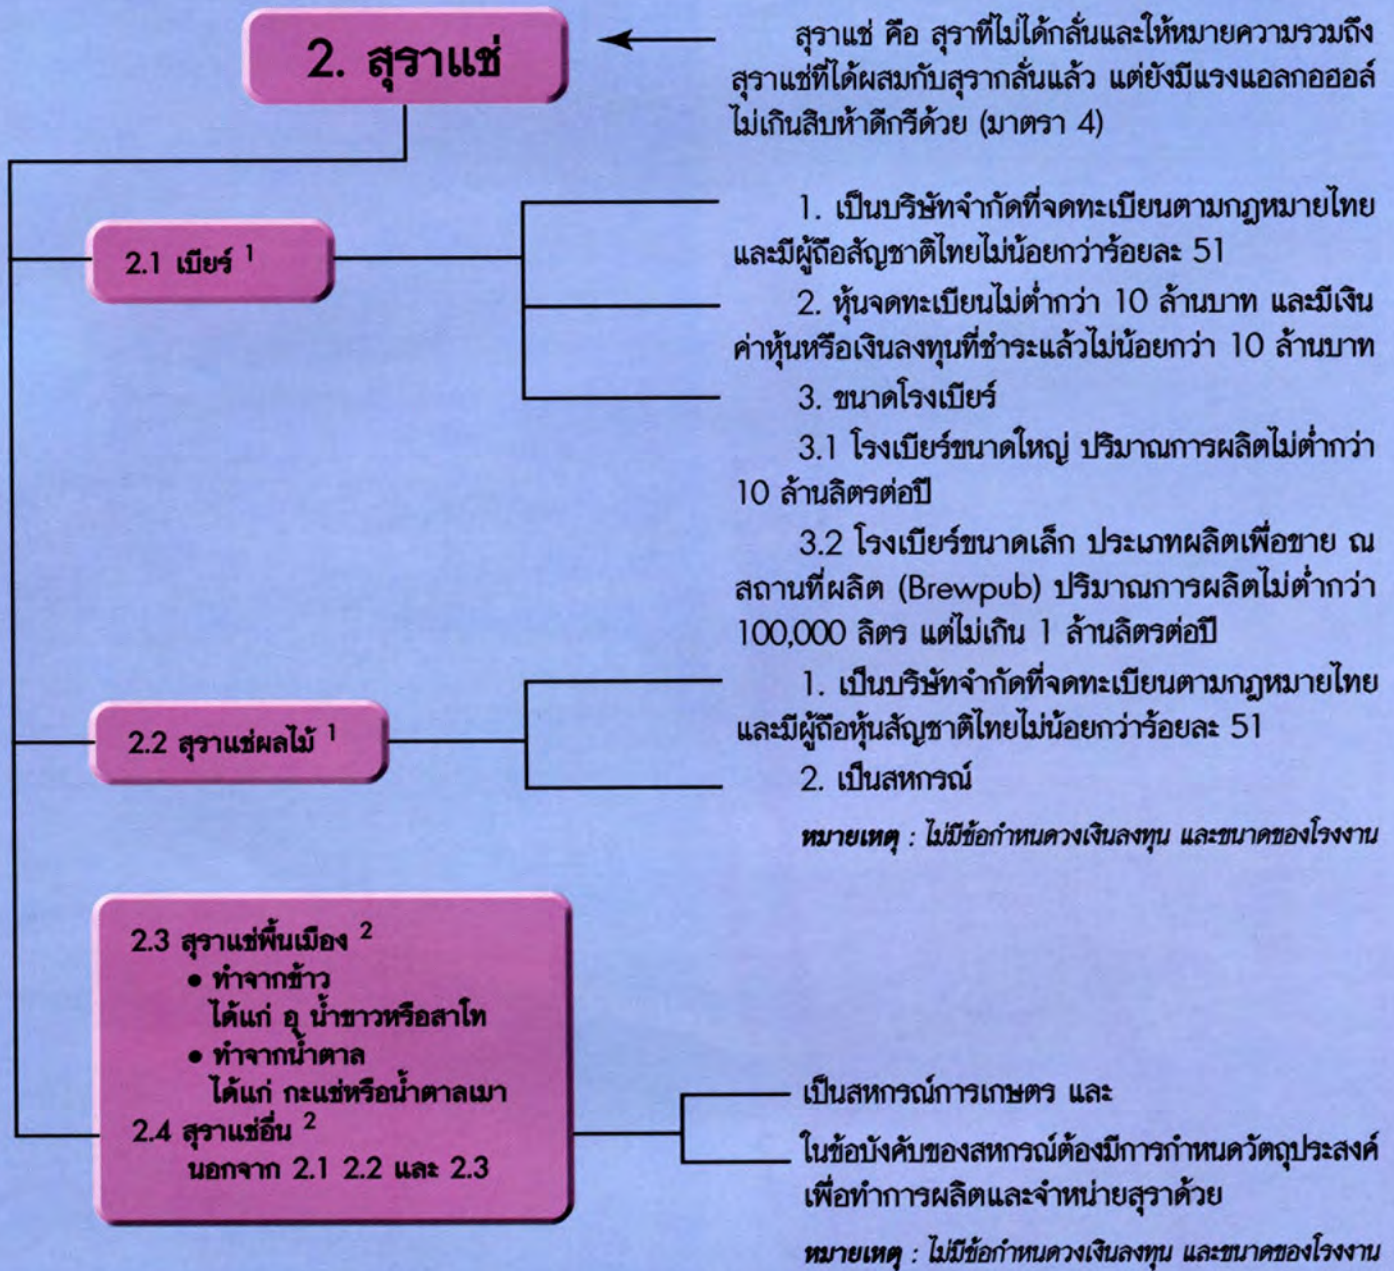 2. สุราแช่
สุราแช่ คือ สุราที่ไม่ได้กลั่นและให้หมายความรวมถึง
สุราแช่ที่ได้ผสมกับสุรากลั่นแล้ว แต่ยังมีแรงแอลกอฮอล์
ไม่เกินสิบห้าดีกรีด้วย (มาตรา 4)
2.1 เบียร์ 1
1. เป็นบริษัทจำกัดที่จดทะเบียนตามกฎหมายไทย
และมีผู้ถือสัญชาติไทยไม่น้อยกว่าร้อยละ 51
2. หุ้นจดทะเบียนไม่ต่ำกว่า 10 ล้านบาท และมีเงิน
ค่าหุ้นหรือเงินลงทุนที่ชำระแล้วไม่น้อยกว่า 10 ล้านบาท
3. ขนาดโรงเบียร์
3.1 โรงเบียร์ขนาดใหญ่ ปริมาณการผลิตไม่ต่ำกว่า
10 ล้านลิตรต่อปี
3.2 โรงเบียร์ขนาดเล็ก ประเภทผลิตเพื่อขาย ณ
สถานที่ผลิต (Brewpub) ปริมาณการผลิตไม่ต่ำกว่า
100,000 ลิตร แต่ไม่เกิน 1 ล้านลิตรต่อปี
2.2 สุราแช่ผลไม้ 1
1. เป็นบริษัทจำกัดที่จดทะเบียนตามกฎหมายไทย
และมีผู้ถือหุ้นสัญชาติไทยไม่น้อยกว่าร้อยละ 51
2. เป็นสหกรณ์
หมายเหตุ : ไม่มีข้อกำหนดวงเงินลงทุน และขนาดของโรงงาน
2.3 สุราแช่พื้นเมือง 2
• ทำจากข้าว
ได้แก่ อุ น้ำขาวหรือสาโท
• ทำจากน้ำตาล
ได้แก่ กะแช่หรือน้ำตาลเมา
2.4 สุราแช่อื่น 2
นอกจาก 2.1 2.2 และ 2.3
เป็นสหกรณ์การเกษตร และ
ในข้อบังคับของสหกรณ์ต้องมีการกำหนดวัตถุประสงค์
เพื่อทำการผลิตและจำหน่ายสุราด้วย
หมายเหตุ : ไม่มีข้อกำหนดวงเงินลงทุน และขนาดของโรงงาน